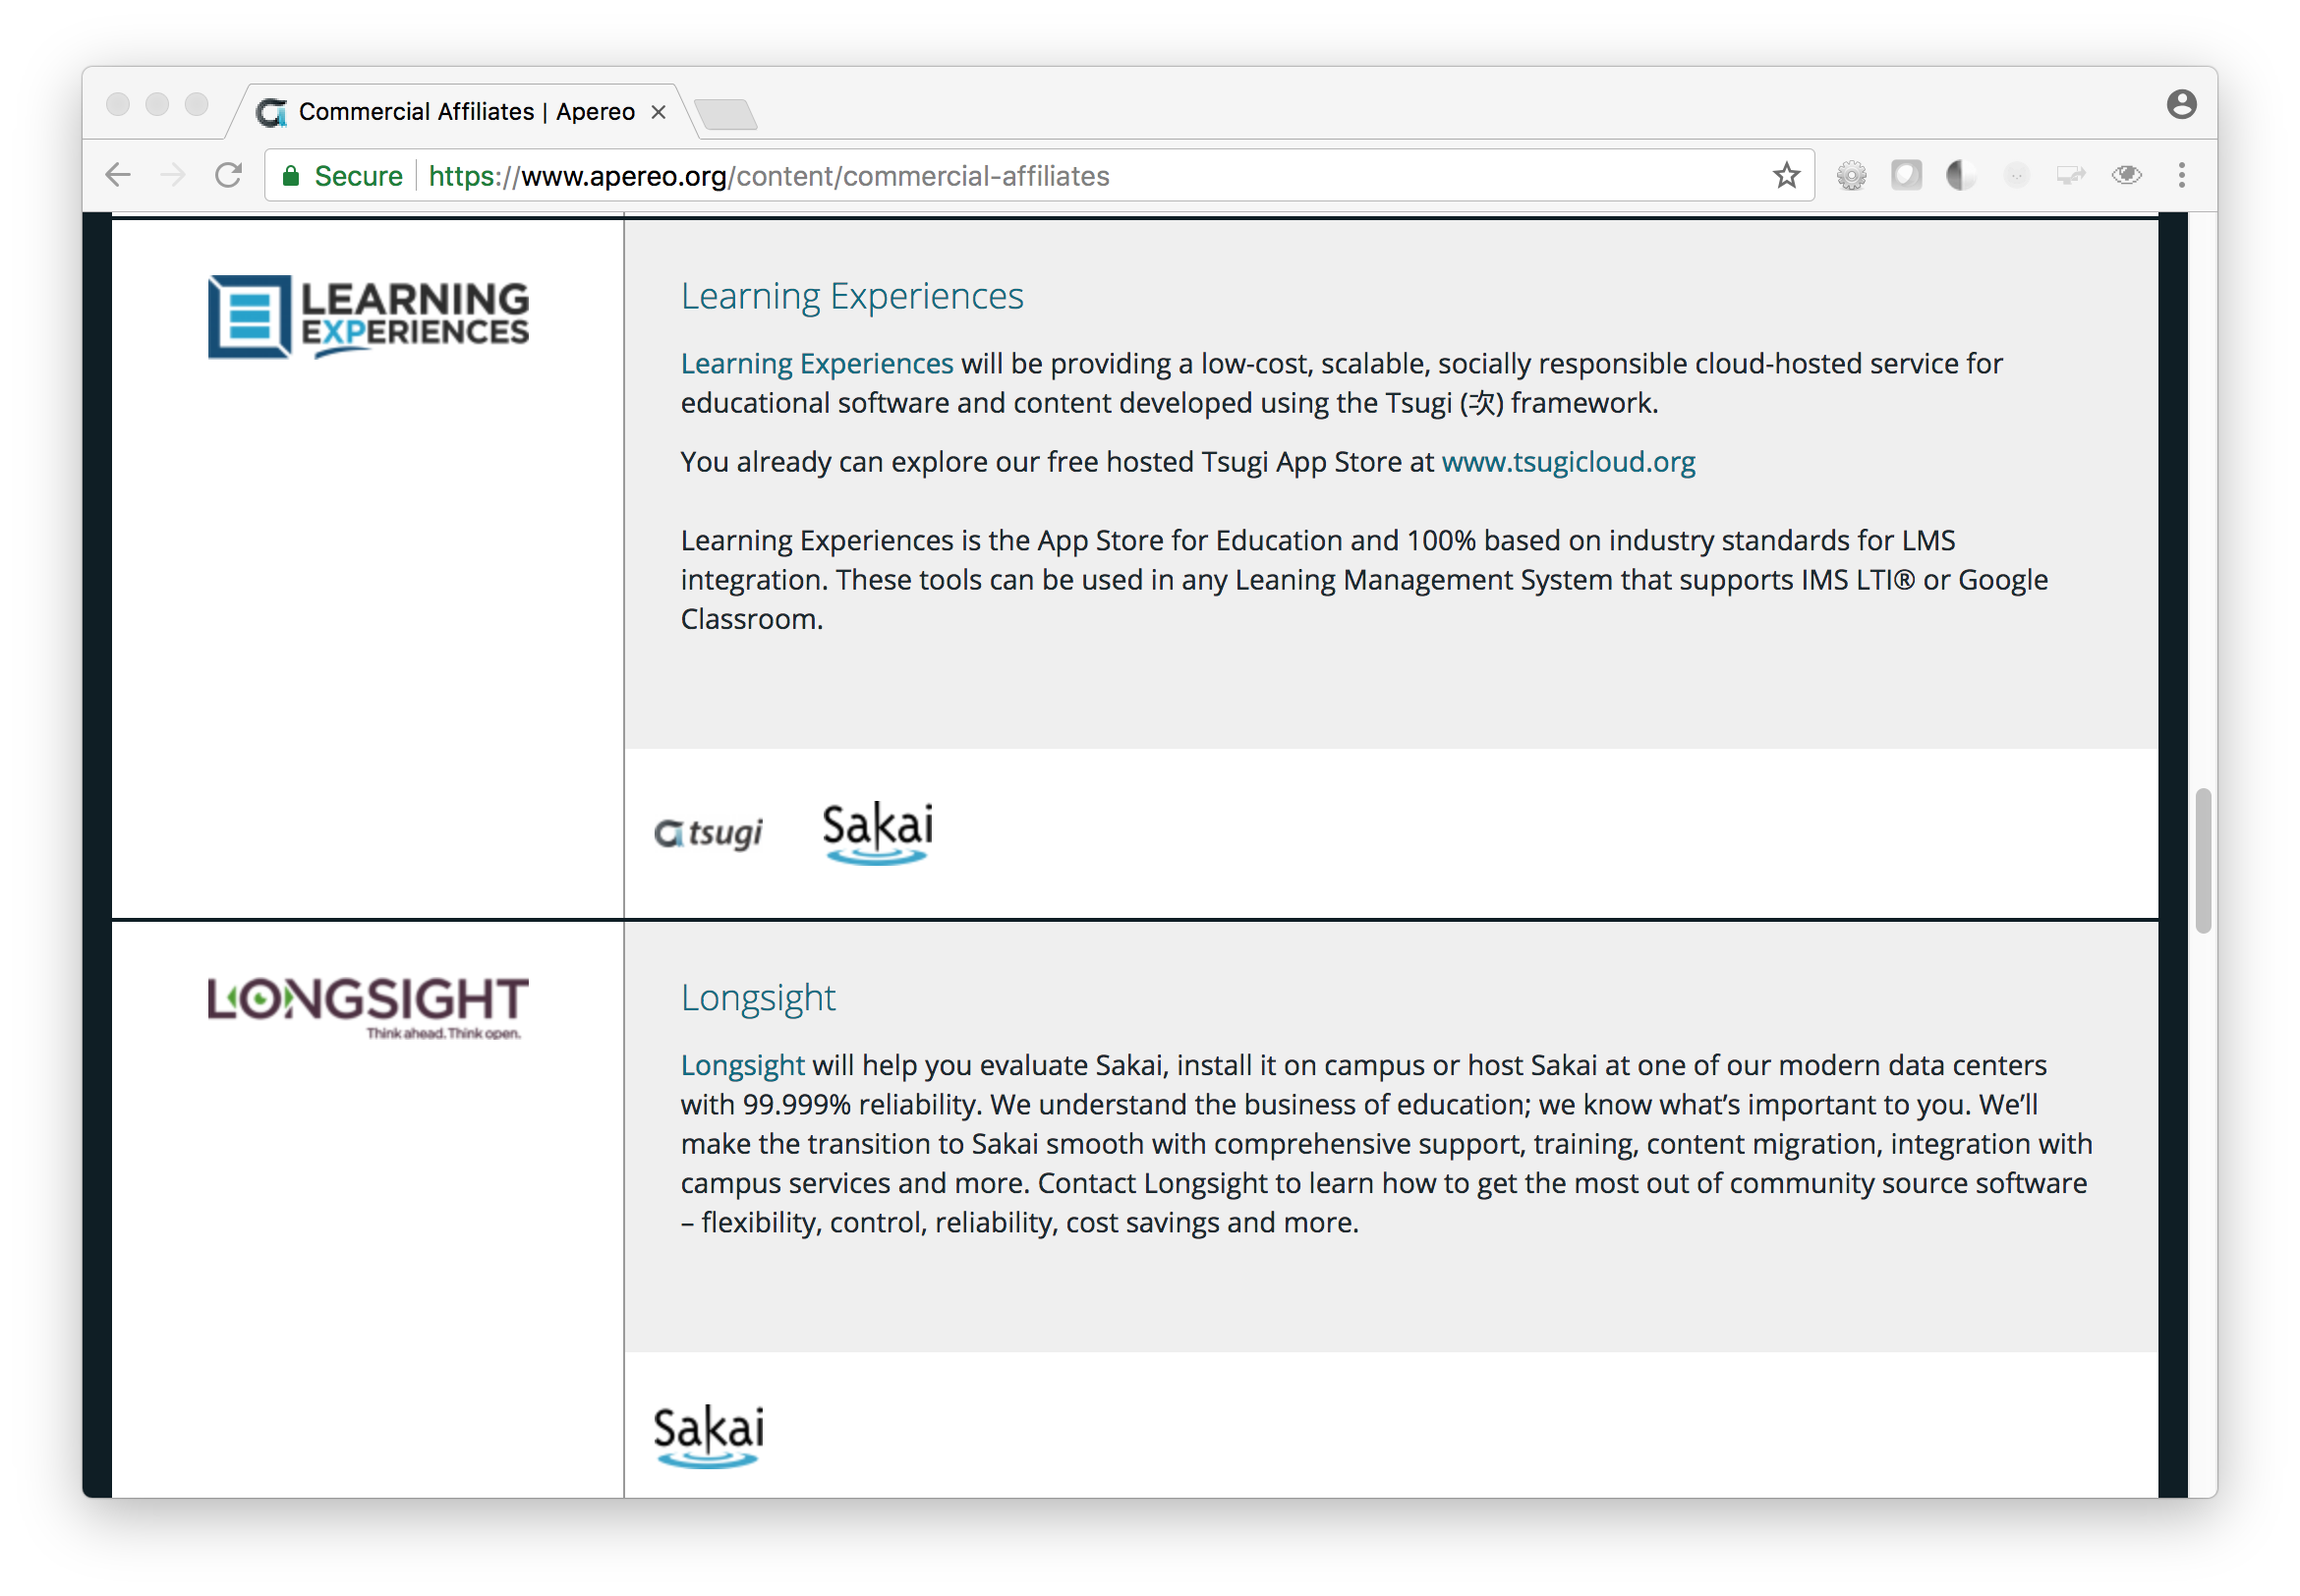 Commercial Affiliates | Apereo
Secure https://www.apereo.org/content/commercial-affiliates
LEARNING
EXPERIENCES
Learning Experiences
Learning Experiences will be providing a low-cost, scalable, socially responsible cloud-hosted service for
educational software and content developed using the Tsugi (次) framework.
You already can explore our free hosted Tsugi App Store at www.tsugicloud.org
Learning Experiences is the App Store for Education and 100% based on industry standards for LMS
integration. These tools can be used in any Leaning Management System that supports IMS LTI® or Google
Classroom.
tsugi Sakai
LONGSIGHT
Think ahead. Think open.
Longsight
Longsight will help you evaluate Sakai, install it on campus or host Sakai at one of our modern data centers
with 99.999% reliability. We understand the business of education; we know what’s important to you. We’ll
make the transition to Sakai smooth with comprehensive support, training, content migration, integration with
campus services and more. Contact Longsight to learn how to get the most out of community source software
– flexibility, control, reliability, cost savings and more.
Sakai